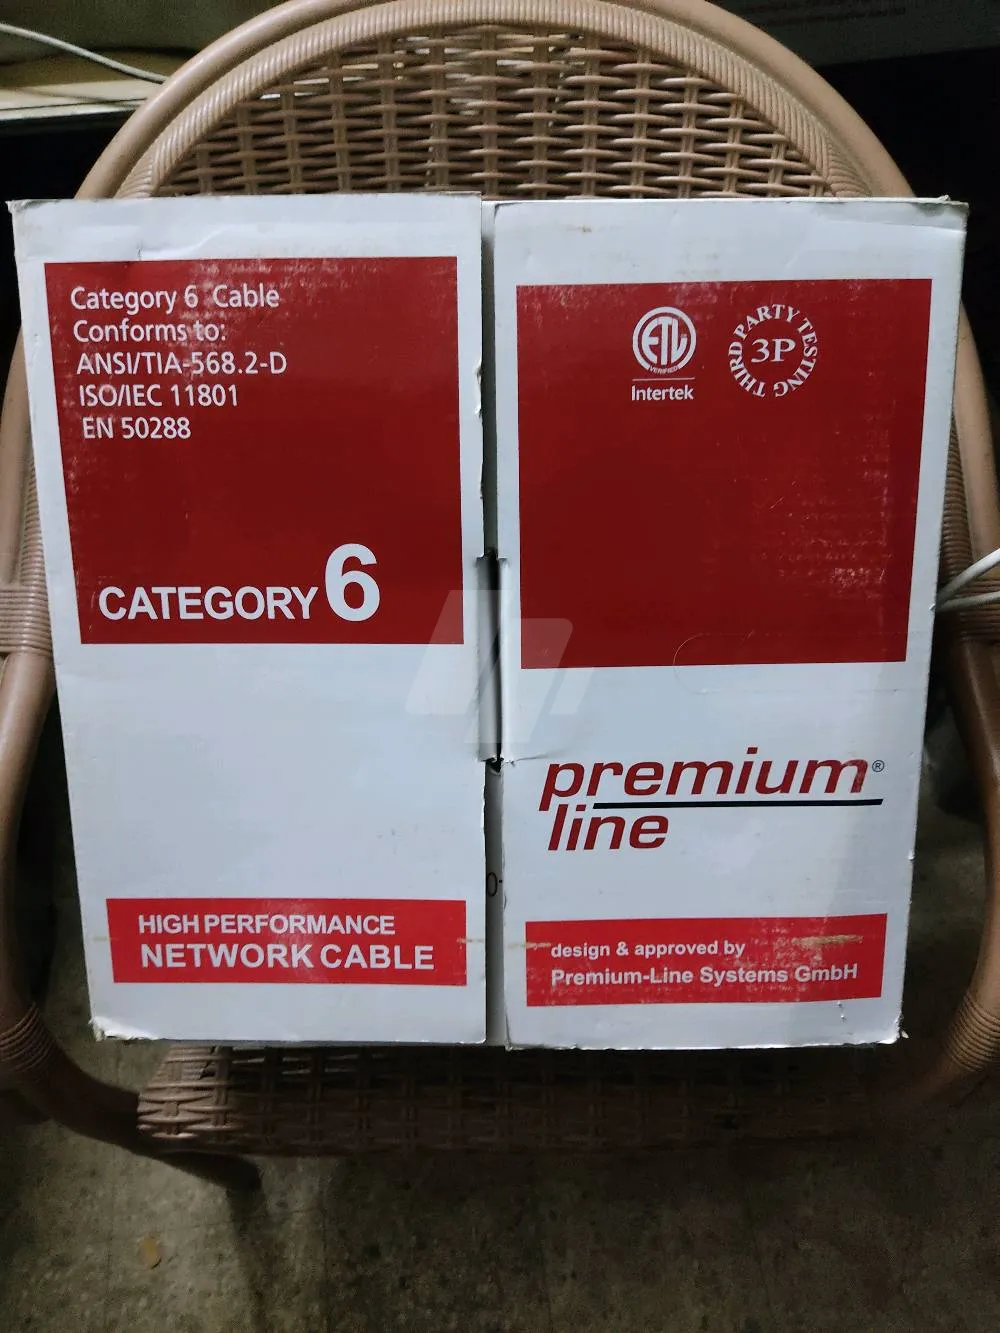 Category 6 Cable
Conforms to:
ANSI/TIA-568.2-D
ISO/IEC 11801
EN 50288
CATEGORY 6
HIGH PERFORMANCE
NETWORK CABLE
ETL
VERIFIED
Intertek
THIRD PARTY TESTING
3P
premium®
line
design & approved by
Premium-Line Systems GmbH